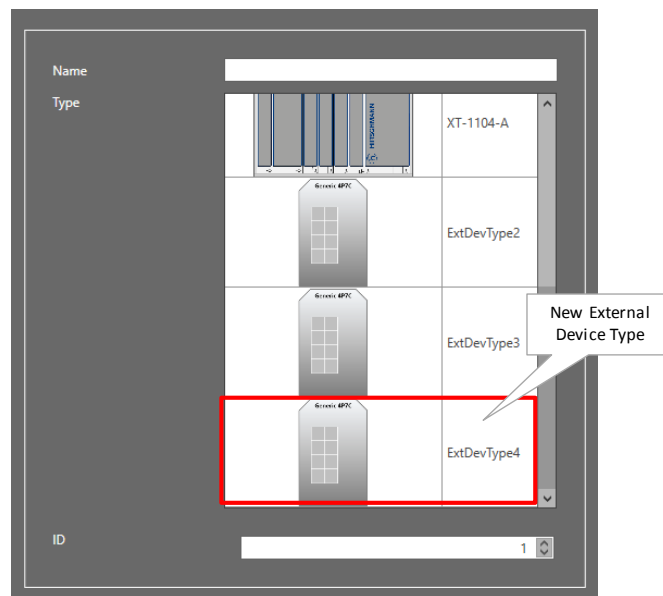 Name
Type
HITSCHMANN
XT-1104-A
Generic 4P7C
ExtDevType2
Generic 4P7C
ExtDevType3
New External
Device Type
Generic 4P7C
ExtDevType4
ID
1